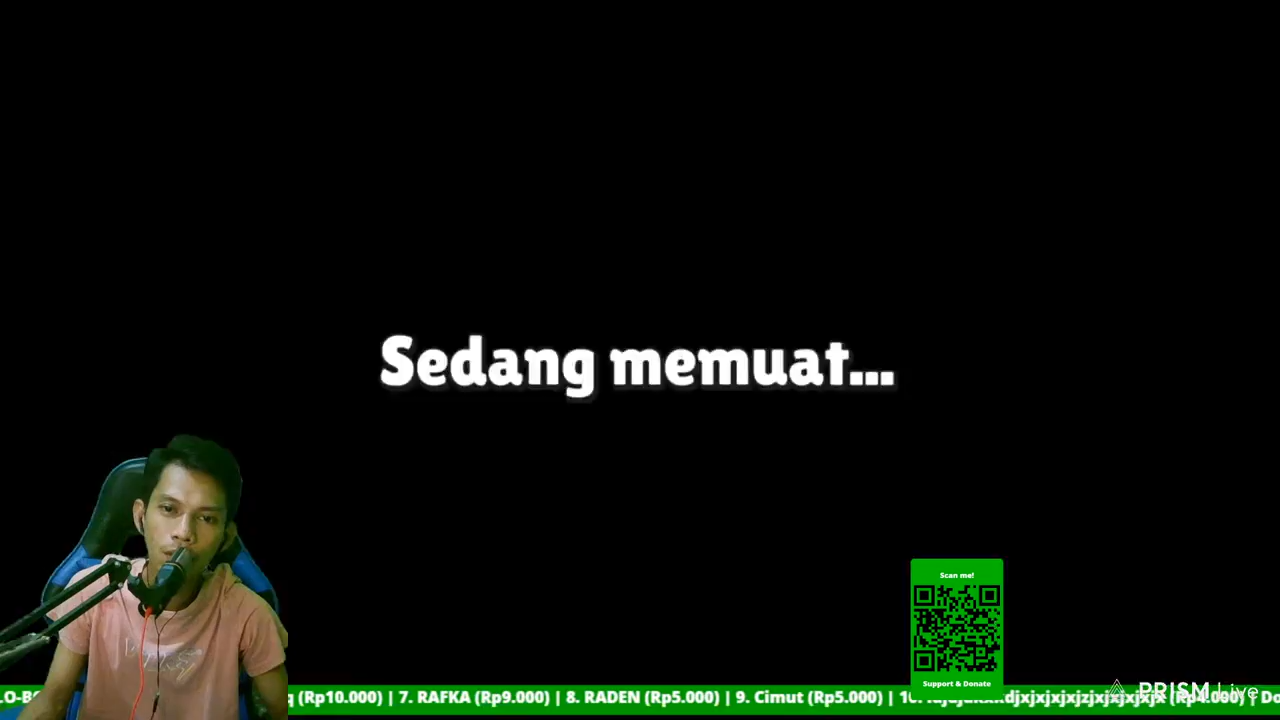 Sedang memuat...
Scan me!
Support & Donate
(Rp10.000) | 7. RAFKA (Rp9.000) | 8. RADEN (Rp5.000) | 9. Cimut (Rp5.000) |
PRISM Live